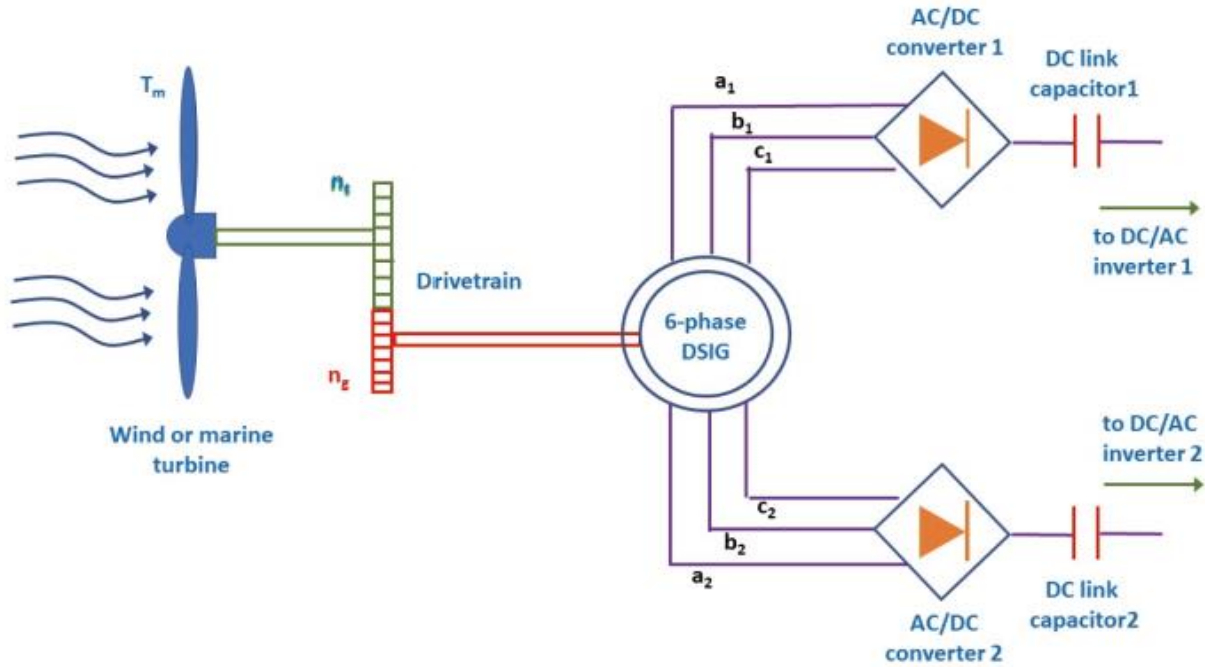 AC/DC
converter 1
DC link
capacitor1
Tm
a1
b1
c1
nt
to DC/AC
inverter 1
Drivetrain
6-phase
DSIG
ng
Wind or marine
turbine
to DC/AC
inverter 2
c2
b2
a2
DC link
capacitor2
AC/DC
converter 2